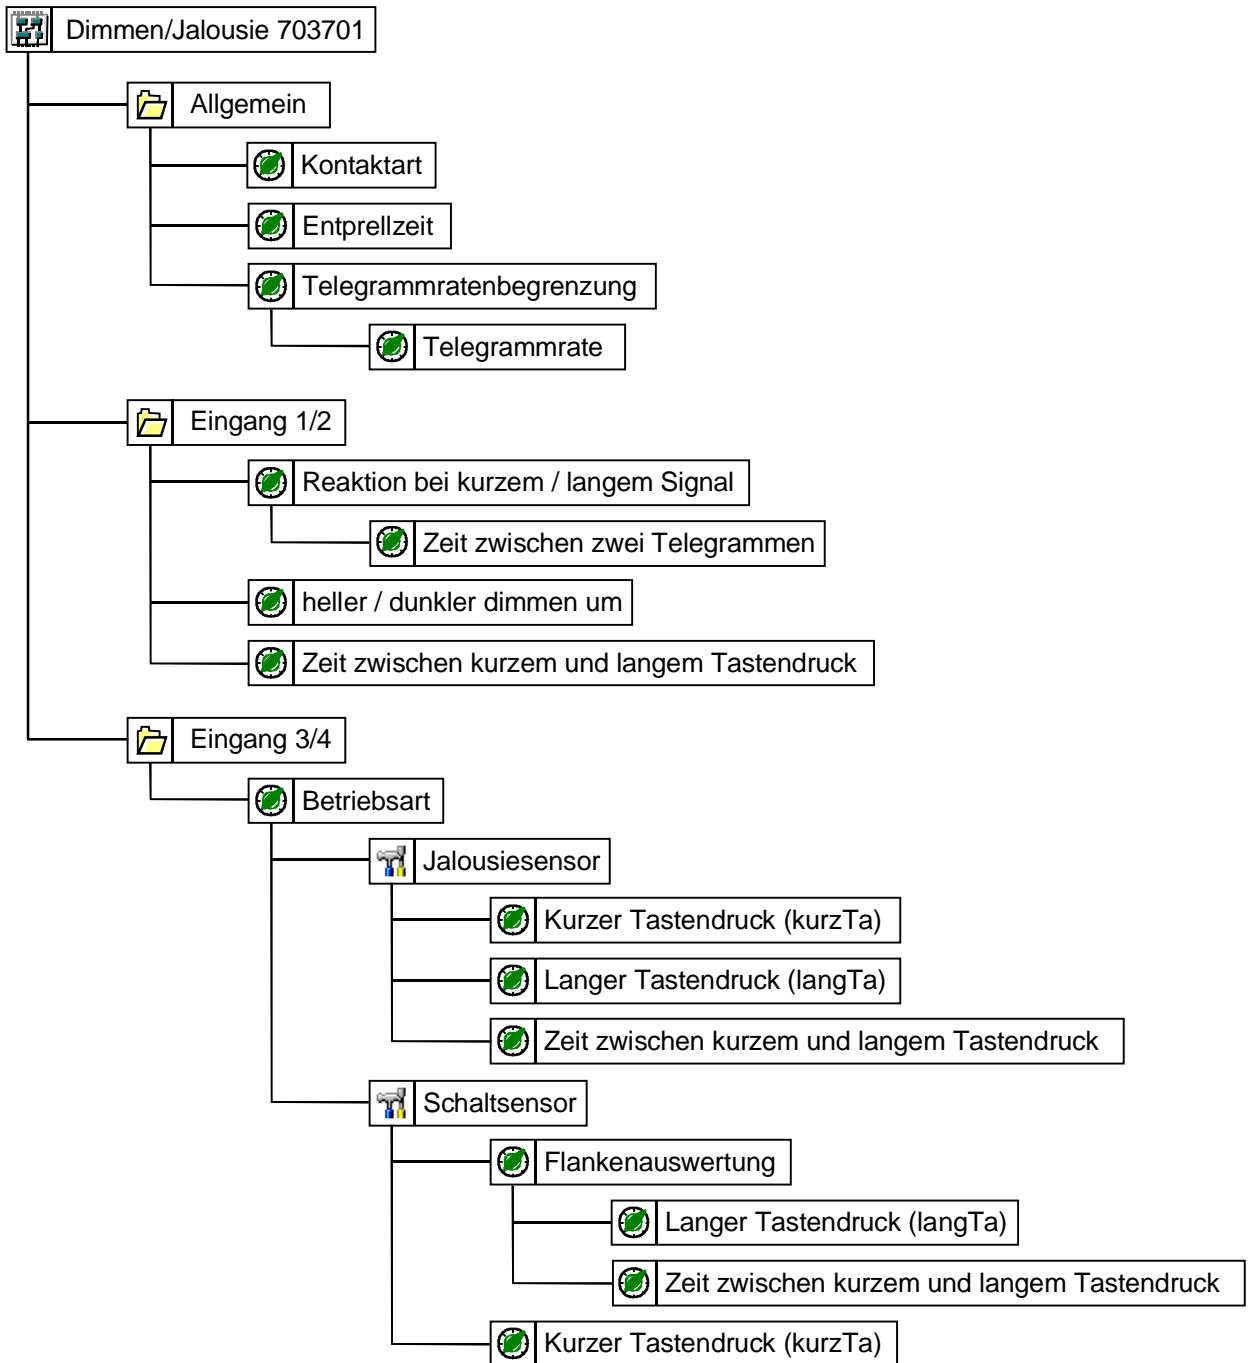 Dimmen/Jalousie 703701
Allgemein
Kontaktart
Entprellzeit
Telegrammratenbegrenzung
Telegrammrate
Eingang 1/2
Reaktion bei kurzem / langem Signal
Zeit zwischen zwei Telegrammen
heller / dunkler dimmen um
Zeit zwischen kurzem und langem Tastendruck
Eingang 3/4
Betriebsart
Jalousiesensor
Kurzer Tastendruck (kurzTa)
Langer Tastendruck (langTa)
Zeit zwischen kurzem und langem Tastendruck
Schaltsensor
Flankenauswertung
Langer Tastendruck (langTa)
Zeit zwischen kurzem und langem Tastendruck
Kurzer Tastendruck (kurzTa)